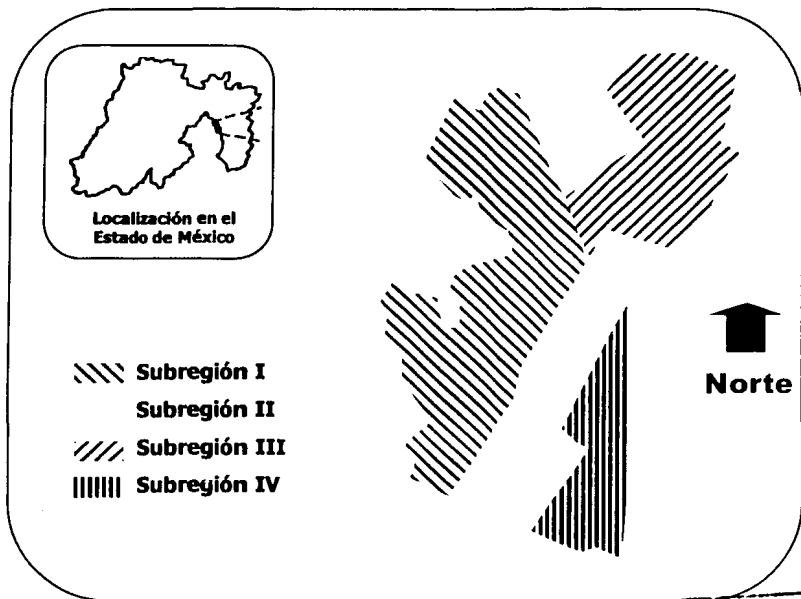 Localización en el
Estado de México
Subregión I
Subregión II
Subregión III
Subregión IV
Norte